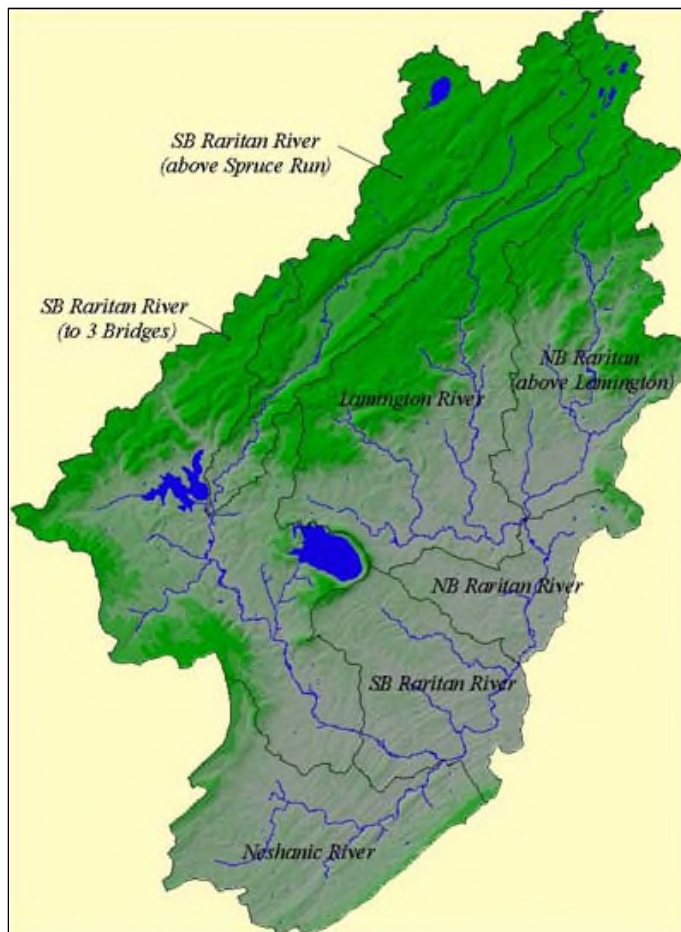 SB Raritan River
(above Spruce Run)
SB Raritan River
(to 3 Bridges)
NB Raritan
(above Lamington)
Lamington River
NB Raritan River
SB Raritan River
Neshanic River